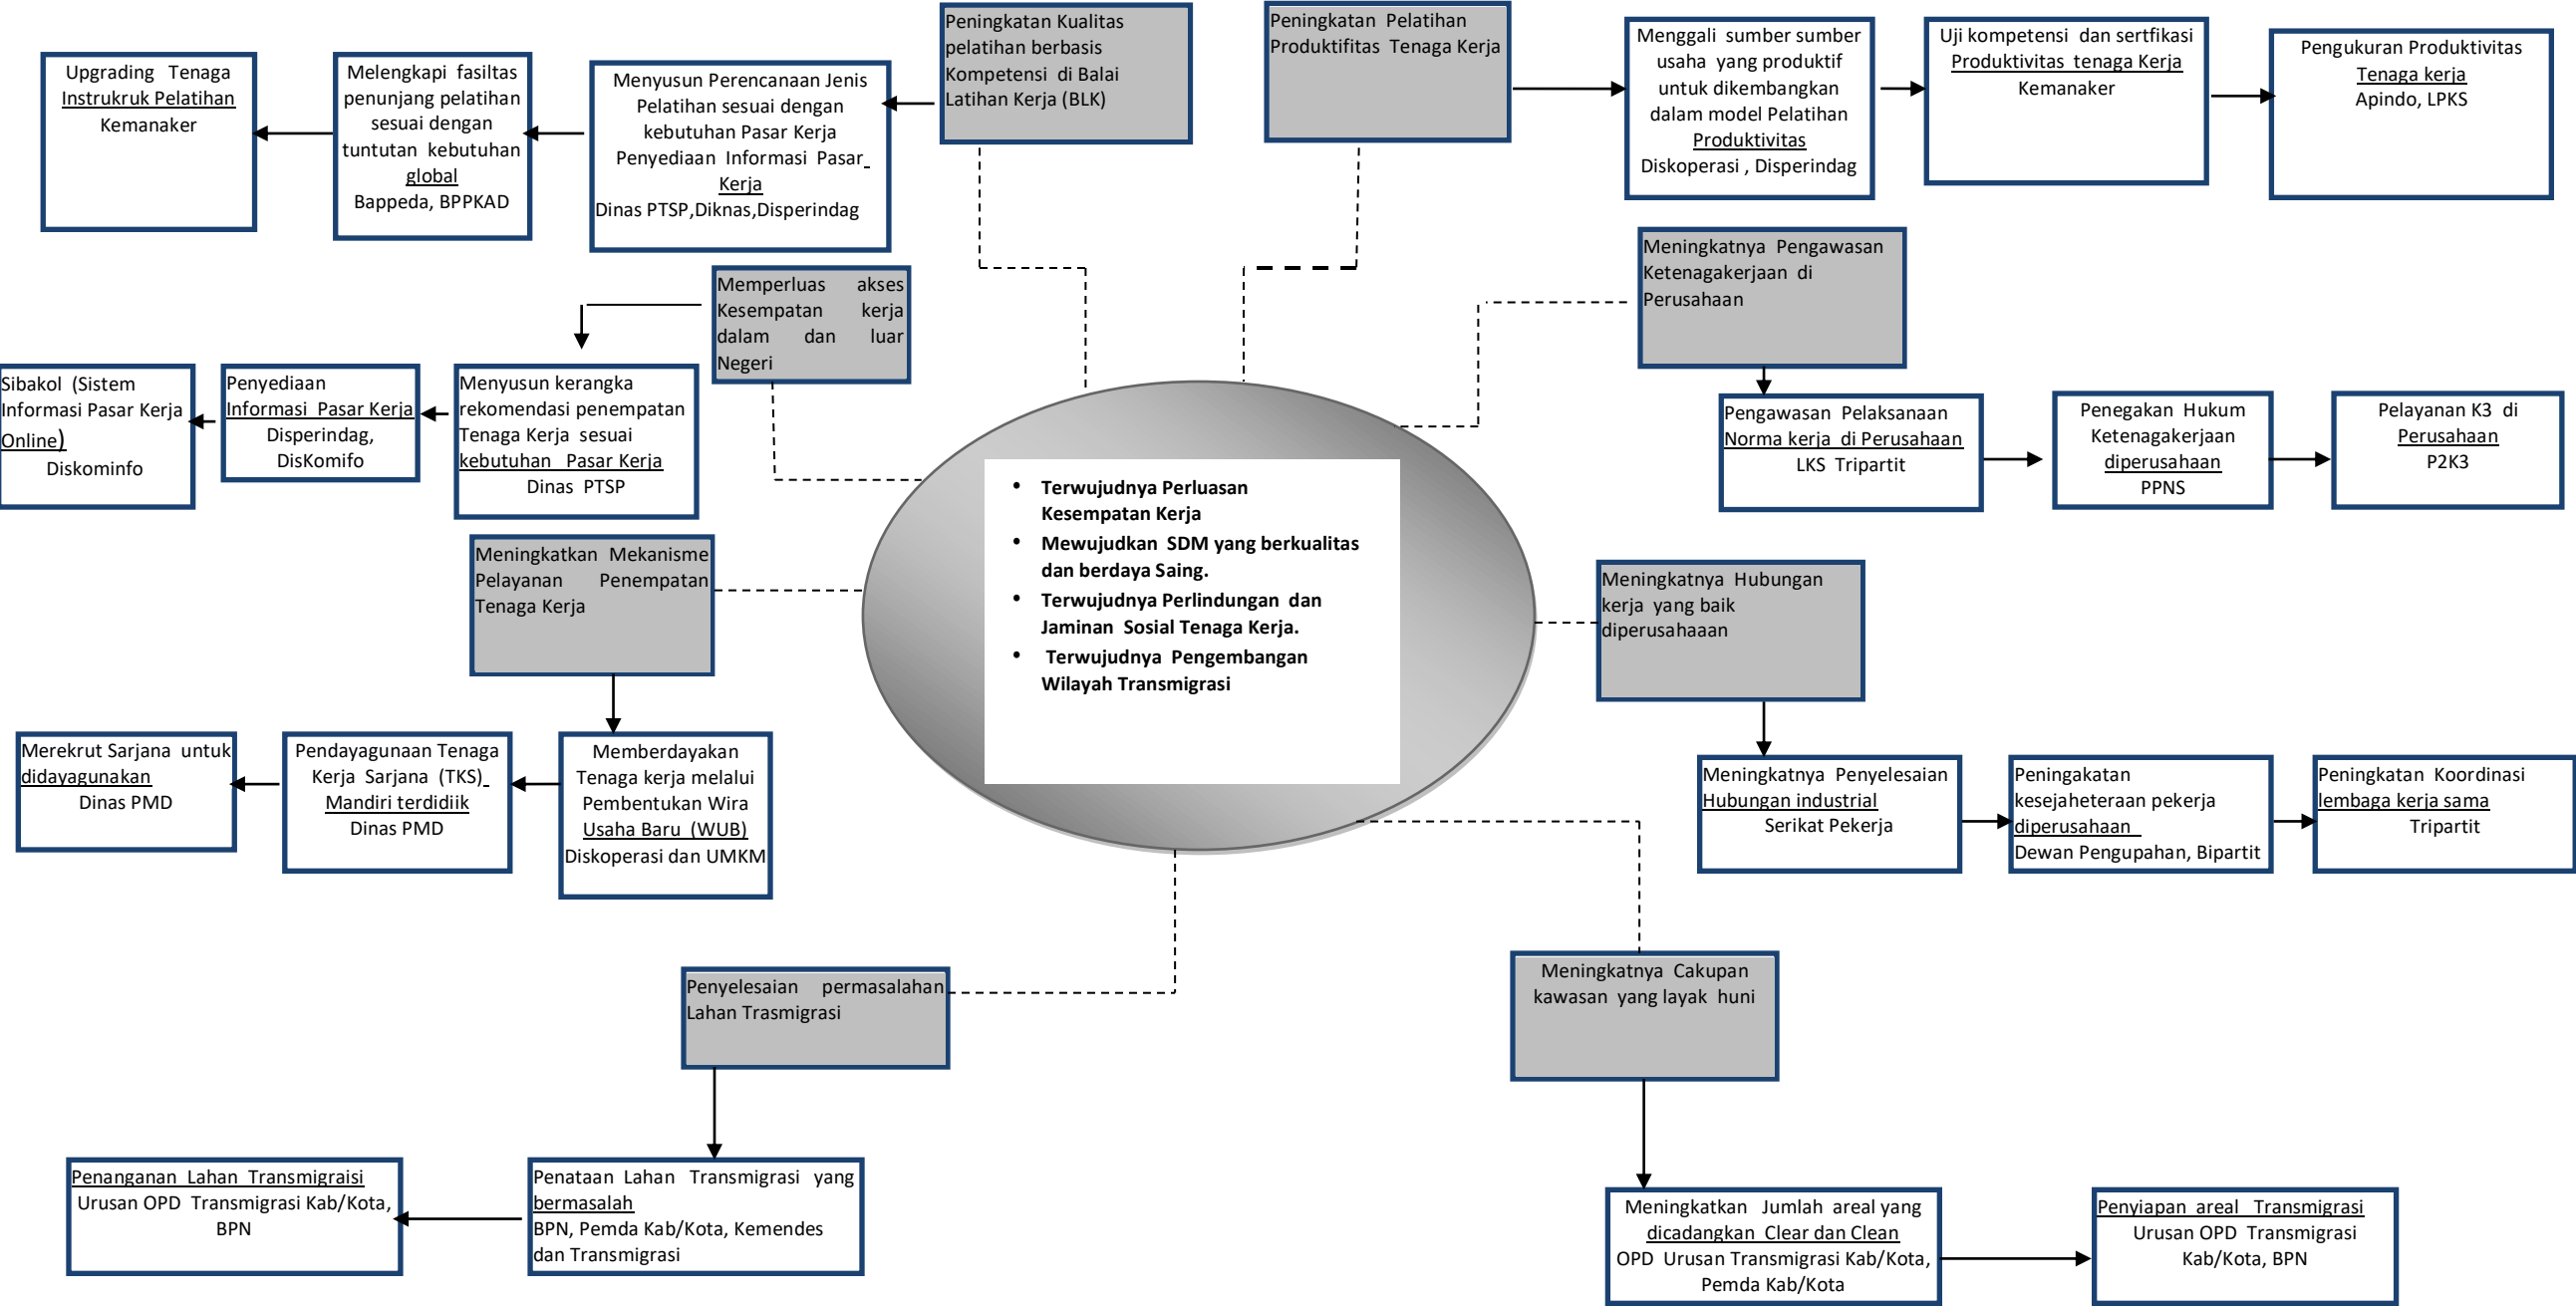 Peningkatan Kualitas
pelatihan berbasis
Kompetensi di Balai
Latihan Kerja (BLK)
Menyusun Perencanaan Jenis
Pelatihan sesuai dengan
kebutuhan Pasar Kerja
Penyediaan Informasi Pasar
Kerja
Dinas PTSP,Diknas,Disperindag
Melengkapi fasiltas
penunjang pelatihan
sesuai dengan
tuntutan kebutuhan
global
Bappeda, BPPKAD
Upgrading Tenaga
Instrukruk Pelatihan
Kemanaker
Peningkatan Pelatihan
Produktifitas Tenaga Kerja
Menggali sumber sumber
usaha yang produktif
untuk dikembangkan
dalam model Pelatihan
Produktivitas
Diskoperasi , Disperindag
Uji kompetensi dan sertfikasi
Produktivitas tenaga Kerja
Kemanaker
Pengukuran Produktivitas
Tenaga kerja
Apindo, LPKS
Memperluas akses
Kesempatan kerja
dalam dan luar
Negeri
Menyusun kerangka
rekomendasi penempatan
Tenaga Kerja sesuai
kebutuhan Pasar Kerja
Dinas PTSP
Penyediaan
Informasi Pasar Kerja
Disperindag,
DisKomifo
Sibakol (Sistem
Informasi Pasar Kerja
Online)
Diskominfo
Meningkatnya Pengawasan
Ketenagakerjaan di
Perusahaan
Pengawasan Pelaksanaan
Norma kerja di Perusahaan
LKS Tripartit
Penegakan Hukum
Ketenagakerjaan
diperusahaan
PPNS
Pelayanan K3 di
Perusahaan
P2K3
• Terwujudnya Perluasan
Kesempatan Kerja
• Mewujudkan SDM yang berkualitas
dan berdaya Saing.
• Terwujudnya Perlindungan dan
Jaminan Sosial Tenaga Kerja.
• Terwujudnya Pengembangan
Wilayah Transmigrasi
Meningkatkan Mekanisme
Pelayanan Penempatan
Tenaga Kerja
Memberdayakan
Tenaga kerja melalui
Pembentukan Wira
Usaha Baru (WUB)
Diskoperasi dan UMKM
Pendayagunaan Tenaga
Kerja Sarjana (TKS)
Mandiri terdidiik
Dinas PMD
Merekrut Sarjana untuk
didayagunakan
Dinas PMD
Meningkatnya Hubungan
kerja yang baik
diperusahaaan
Meningkatnya Penyelesaian
Hubungan industrial
Serikat Pekerja
Peningakatan
kesejaheteraan pekerja
diperusahaan
Dewan Pengupahan, Bipartit
Peningkatan Koordinasi
lembaga kerja sama
Tripartit
Penyelesaian permasalahan
Lahan Trasmigrasi
Penataan Lahan Transmigrasi yang
bermasalah
BPN, Pemda Kab/Kota, Kemendes
dan Transmigrasi
Penanganan Lahan Transmigraisi
Urusan OPD Transmigrasi Kab/Kota,
BPN
Meningkatnya Cakupan
kawasan yang layak huni
Meningkatkan Jumlah areal yang
dicadangkan Clear dan Clean
OPD Urusan Transmigrasi Kab/Kota,
Pemda Kab/Kota
Penyiapan areal Transmigrasi
Urusan OPD Transmigrasi
Kab/Kota, BPN